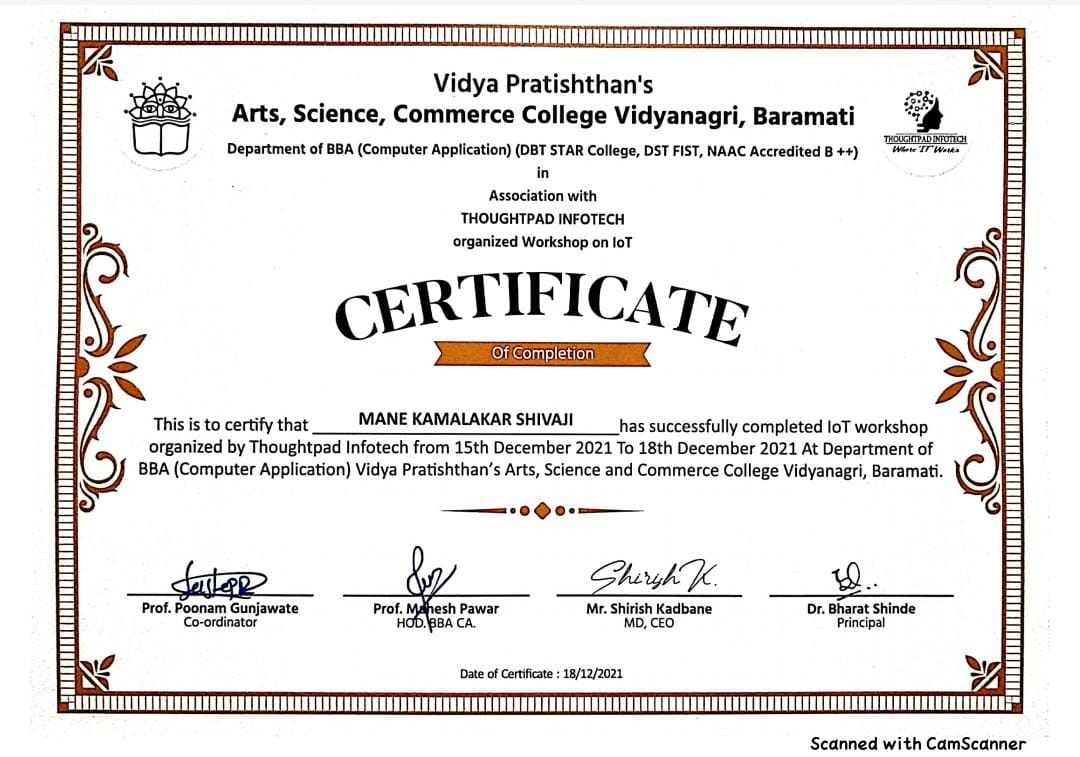 Vidya Pratishthan's
Arts, Science, Commerce College Vidyanagri, Baramati
Department of BBA (Computer Application) (DBT STAR College, DST FIST, NAAC Accredited B ++)
in
Association with
THOUGHTPAD INFOTECH
organized Workshop on IoT
THOUGHTPAD INFOTECH
Where IT Works
CERTIFICATE
Of Completion
This is to certify that MANE KAMALAKAR SHIVAJI has successfully completed IoT workshop
organized by Thoughtpad Infotech from 15th December 2021 To 18th December 2021 At Department of
BBA (Computer Application) Vidya Pratishthan's Arts, Science and Commerce College Vidyanagri, Baramati.
Shirish K.
Prof. Poonam Gunjawate
Co-ordinator
Prof. Mahesh Pawar
HOD. BBA CA.
Mr. Shirish Kadbane
MD, CEO
Dr. Bharat Shinde
Principal
Date of Certificate : 18/12/2021
Scanned with CamScanner